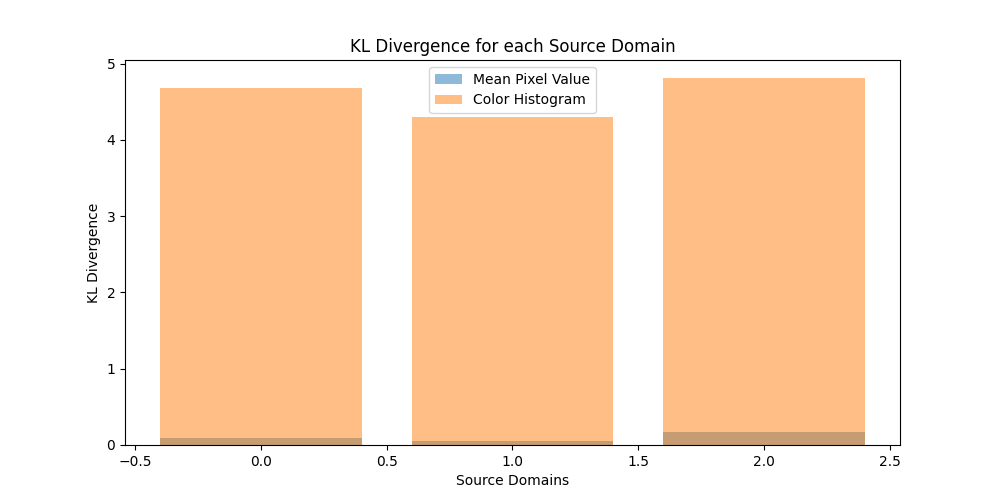 KL Divergence for each Source Domain
Mean Pixel Value
Color Histogram
KL Divergence
5
4
3
2
1
0
−0.5 0.0 0.5 1.0 1.5 2.0 2.5
Source Domains